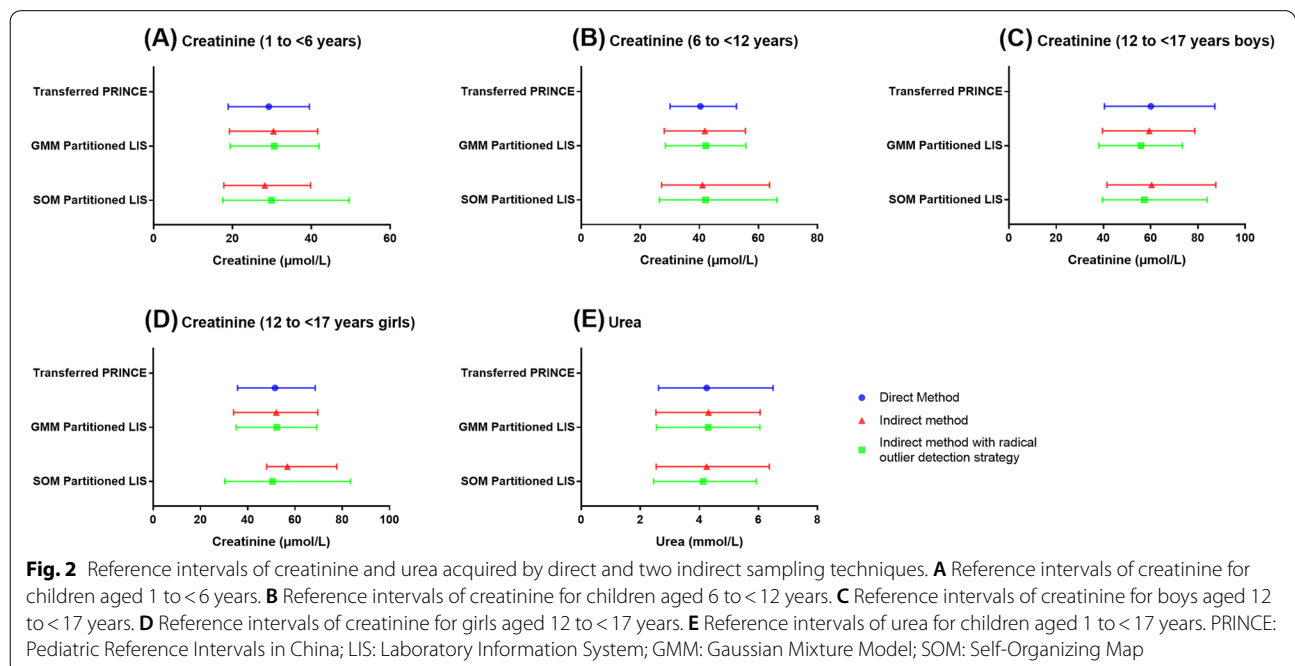 (A) Creatinine (1 to <6 years)
Transferred PRINCE
GMM Partitioned LIS
SOM Partitioned LIS
0 20 40 60
Creatinine (μmol/L)
(B) Creatinine (6 to <12 years)
Transferred PRINCE
GMM Partitioned LIS
SOM Partitioned LIS
0 20 40 60 80
Creatinine (μmol/L)
(C) Creatinine (12 to <17 years boys)
Transferred PRINCE
GMM Partitioned LIS
SOM Partitioned LIS
0 20 40 60 80 100
Creatinine (μmol/L)
(D) Creatinine (12 to <17 years girls)
Transferred PRINCE
GMM Partitioned LIS
SOM Partitioned LIS
0 20 40 60 80 100
Creatinine (μmol/L)
(E) Urea
Transferred PRINCE
GMM Partitioned LIS
SOM Partitioned LIS
0 2 4 6 8
Urea (mmol/L)
Direct Method
Indirect method
Indirect method with radical
outlier detection strategy
Fig. 2 Reference intervals of creatinine and urea acquired by direct and two indirect sampling techniques. A Reference intervals of creatinine for
children aged 1 to < 6 years. B Reference intervals of creatinine for children aged 6 to < 12 years. C Reference intervals of creatinine for boys aged 12
to < 17 years. D Reference intervals of creatinine for girls aged 12 to < 17 years. E Reference intervals of urea for children aged 1 to < 17 years. PRINCE:
Pediatric Reference Intervals in China; LIS: Laboratory Information System; GMM: Gaussian Mixture Model; SOM: Self-Organizing Map